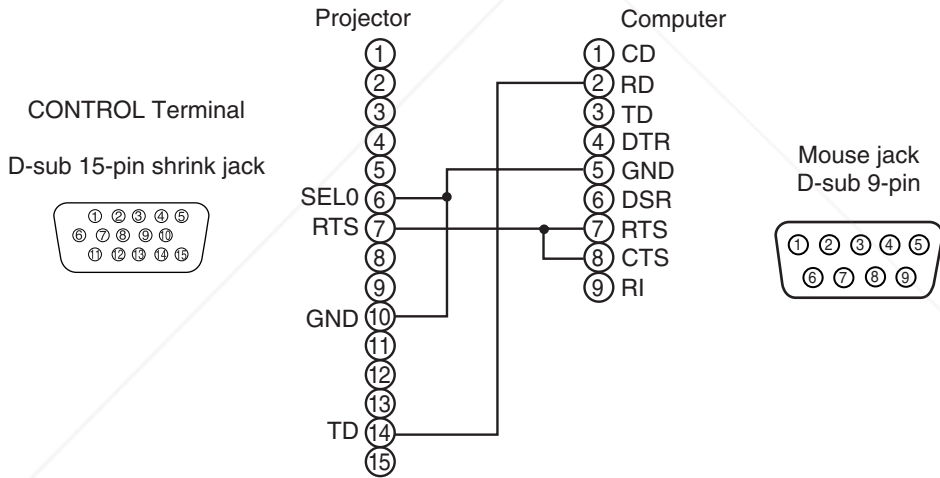 Projector
Computer
CONTROL Terminal
D-sub 15-pin shrink jack
① ② ③ ④ ⑤
⑥ ⑦ ⑧ ⑨ ⑩
⑪ ⑫ ⑬ ⑭ ⑮
①
②
③
④
⑤
SEL0 ⑥
RTS ⑦
⑧
⑨
GND ⑩
⑪
⑫
⑬
TD ⑭
⑮
① CD
② RD
③ TD
④ DTR
⑤ GND
⑥ DSR
⑦ RTS
⑧ CTS
⑨ RI
Mouse jack
D-sub 9-pin
① ② ③ ④ ⑤
⑥ ⑦ ⑧ ⑨